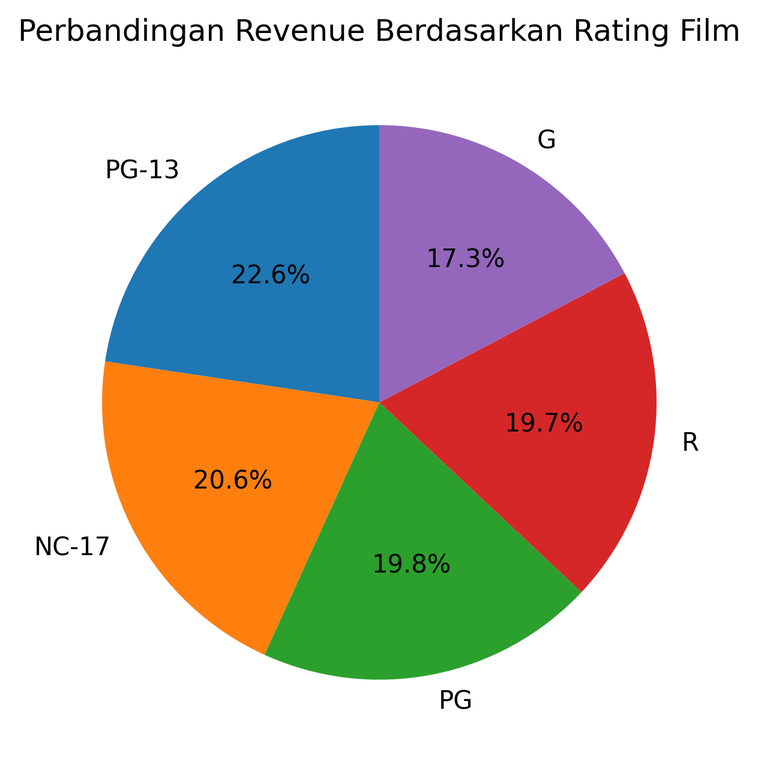 Perbandingan Revenue Berdasarkan Rating Film
G
PG-13
17.3%
22.6%
19.7%
R
20.6%
NC-17
19.8%
PG